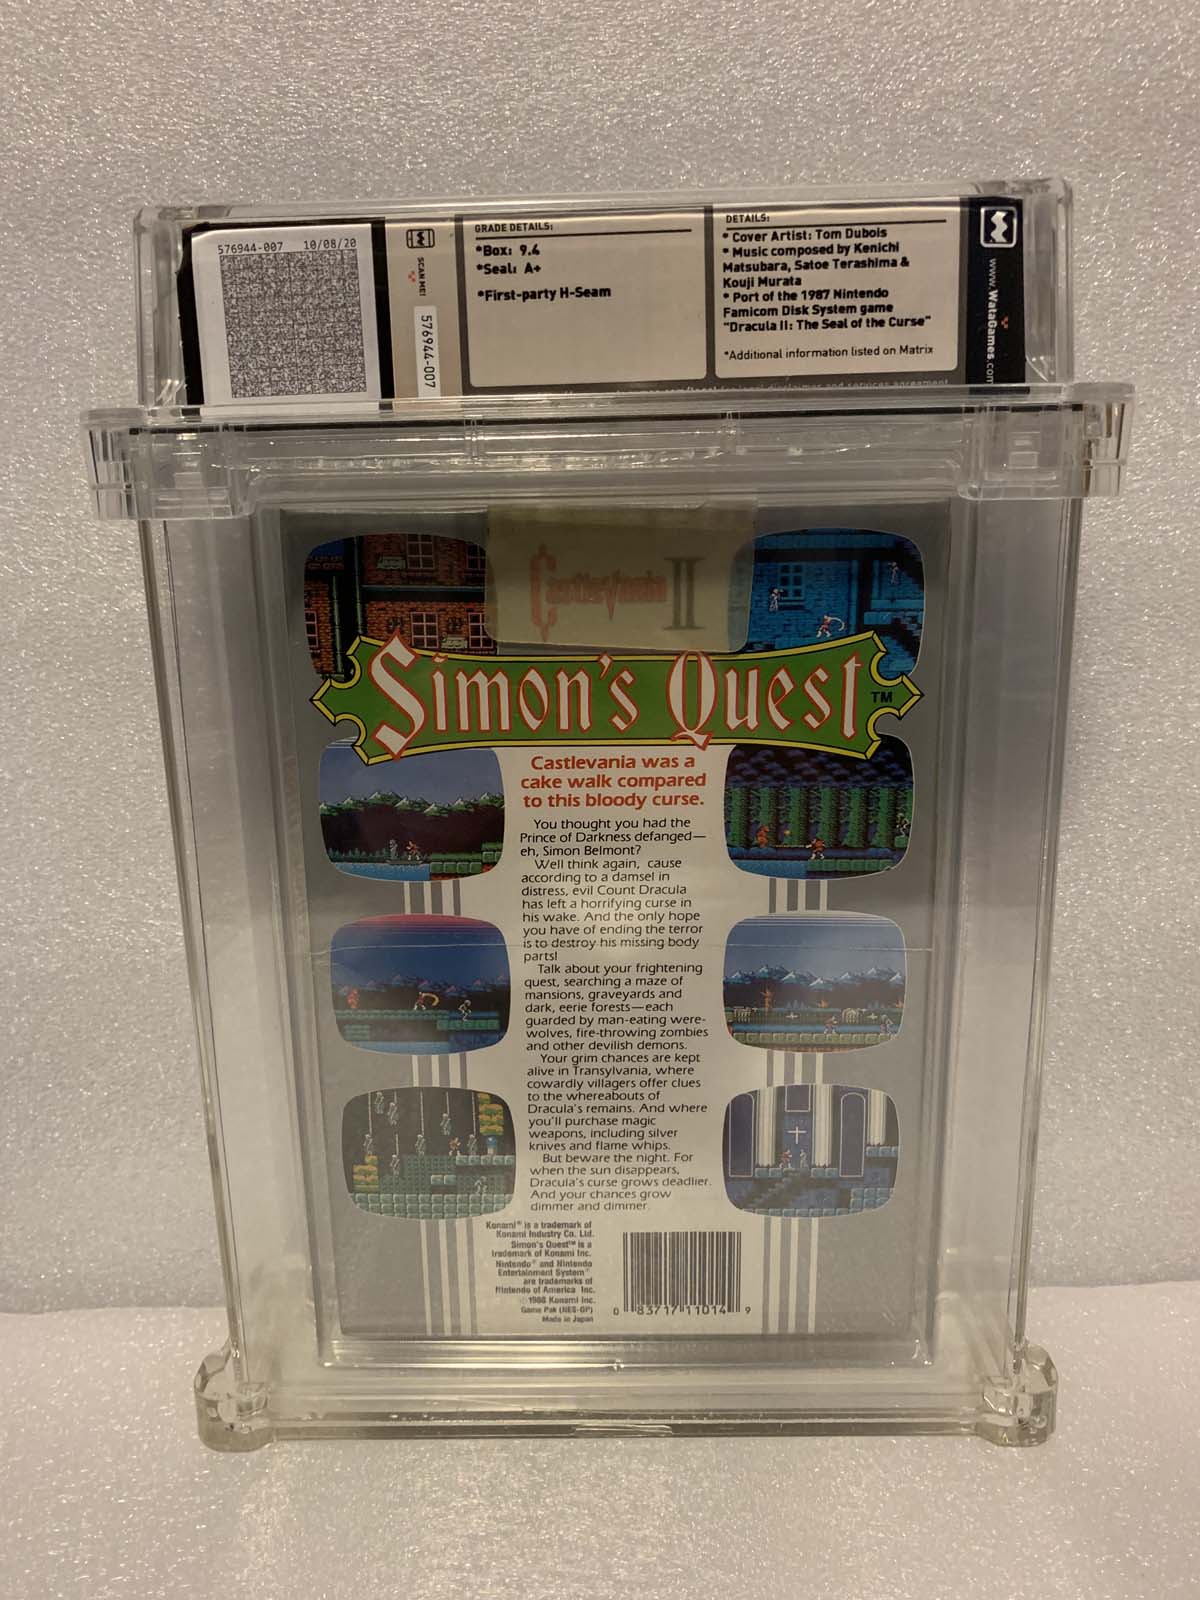 576944-007 10/08/20
SCAN ME!
576944-007
GRADE DETAILS:
*Box: 9.4
*Seal: A+
*First-party H-Seam
DETAILS:
* Cover Artist: Tom Dubois
* Music composed by Kenichi
Matsubara, Satoe Terashima &
Kouji Murata
* Port of the 1987 Nintendo
Famicom Disk System game
"Dracula II: The Seal of the Curse"
*Additional information listed on Matrix
legal disclaimer and services agreement
W
www.WataGames.com
Castlevania II
Simon's Quest TM
Castlevania was a
cake walk compared
to this bloody curse.
You thought you had the
Prince of Darkness defanged—
eh, Simon Belmont?
Well think again, cause
according to a damsel in
distress, evil Count Dracula
has left a horrifying curse in
his wake. And the only hope
you have of ending the terror
is to destroy his missing body
parts!
Talk about your frightening
quest, searching a maze of
mansions, graveyards and
dark, eerie forests—each
guarded by man-eating were-
wolves, fire-throwing zombies
and other devilish demons.
Your grim chances are kept
alive in Transylvania, where
cowardly villagers offer clues
to the whereabouts of
Dracula's remains. And where
you'll purchase magic
weapons, including silver
knives and flame whips.
But beware the night. For
when the sun disappears,
Dracula's curse grows deadlier.
And your chances grow
dimmer and dimmer.
Konami® is a trademark of
Konami Industry Co. Ltd.
Simon's Quest™ is a
trademark of Konami Inc.
Nintendo® and Nintendo
Entertainment System®
are trademarks of
Nintendo of America Inc.
© 1988 Konami Inc.
Game Pak (NES-GP)
Made in Japan
0 83717 11014 9